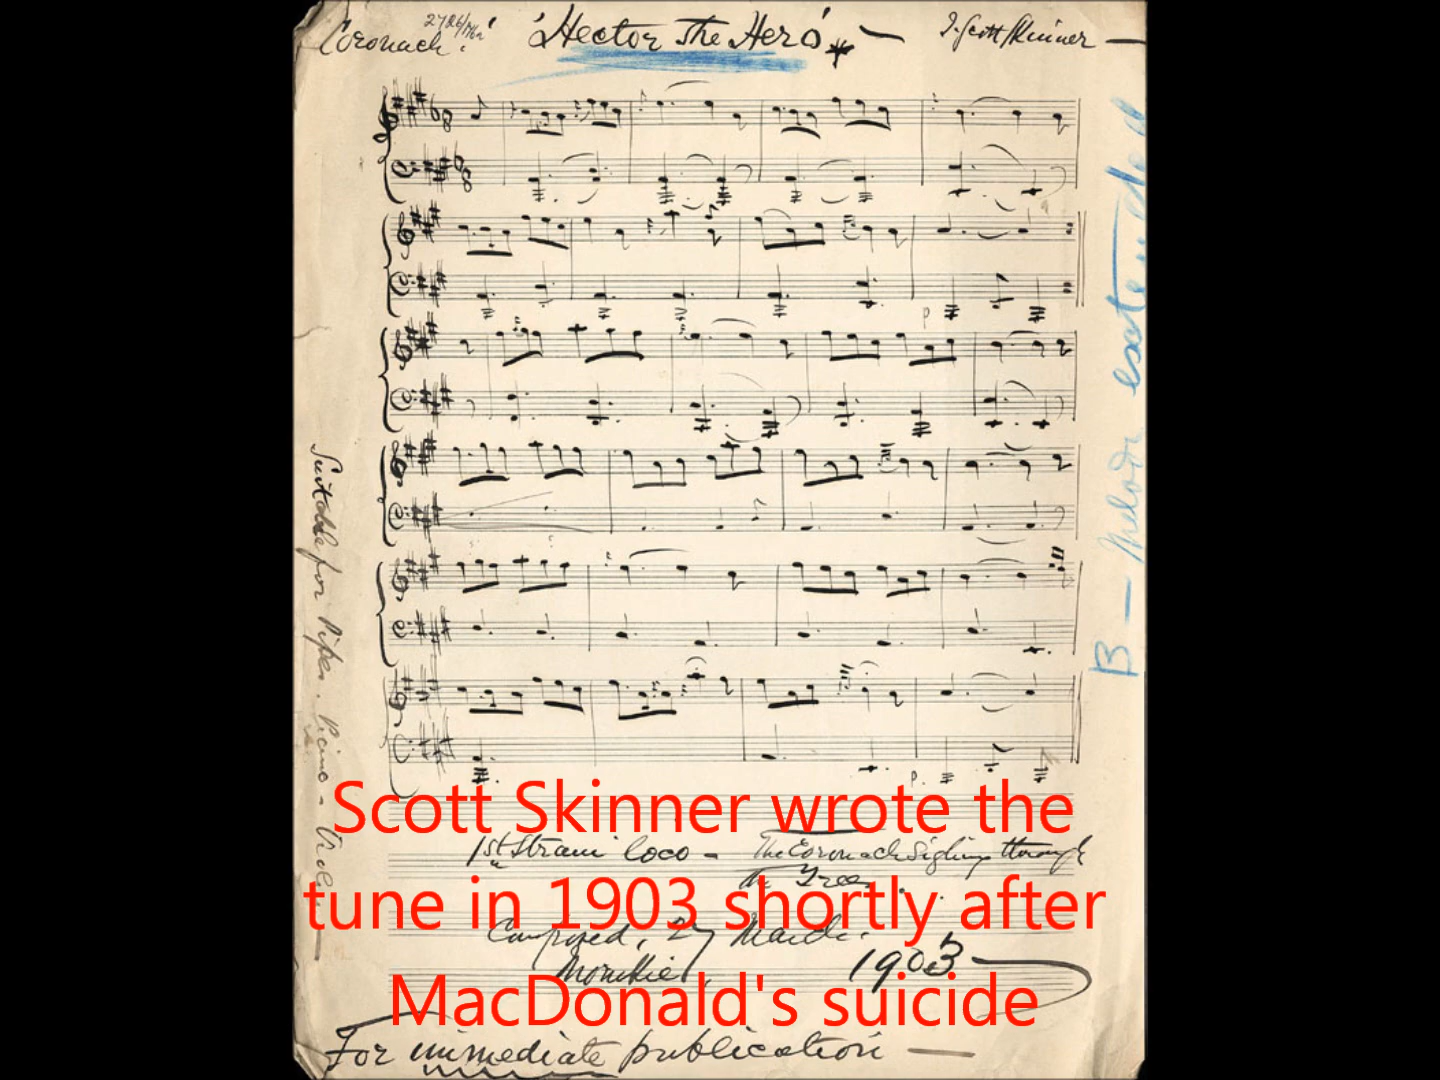 Coronach! 'Hector The Hero' * — J. Scott Skinner —
B — Melody extended
Suitable for Pipes. Piano &
Scott Skinner wrote the
1st Strain loco - The Coronach Sighing through
the Trees
tune in 1903 shortly after
Composed, 27 March.
1903
Monikie
MacDonald's suicide
For immediate publication —